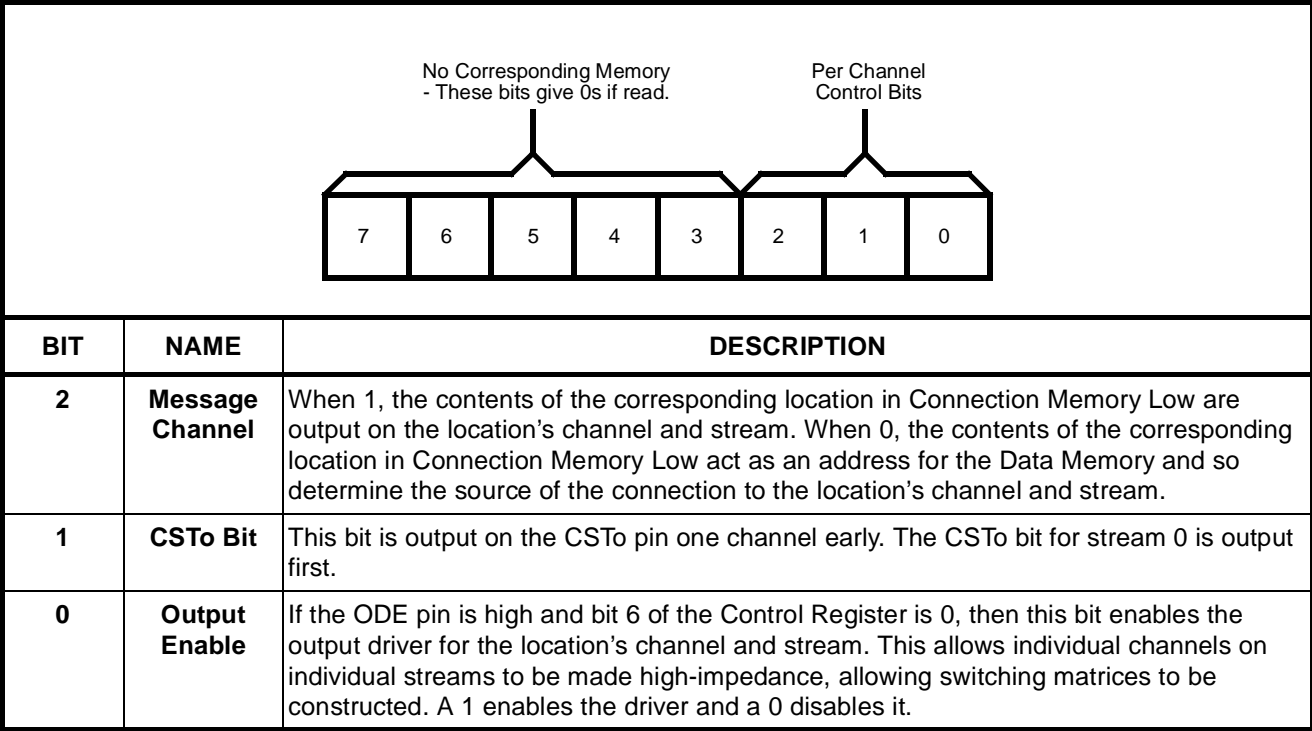 No Corresponding Memory
- These bits give 0s if read.
Per Channel
Control Bits
7 6 5 4 3 2 1 0
BIT NAME DESCRIPTION
2 Message Channel When 1, the contents of the corresponding location in Connection Memory Low are
output on the location's channel and stream. When 0, the contents of the corresponding
location in Connection Memory Low act as an address for the Data Memory and so
determine the source of the connection to the location's channel and stream.
1 CSTo Bit This bit is output on the CSTo pin one channel early. The CSTo bit for stream 0 is output
first.
0 Output Enable If the ODE pin is high and bit 6 of the Control Register is 0, then this bit enables the
output driver for the location's channel and stream. This allows individual channels on
individual streams to be made high-impedance, allowing switching matrices to be
constructed. A 1 enables the driver and a 0 disables it.